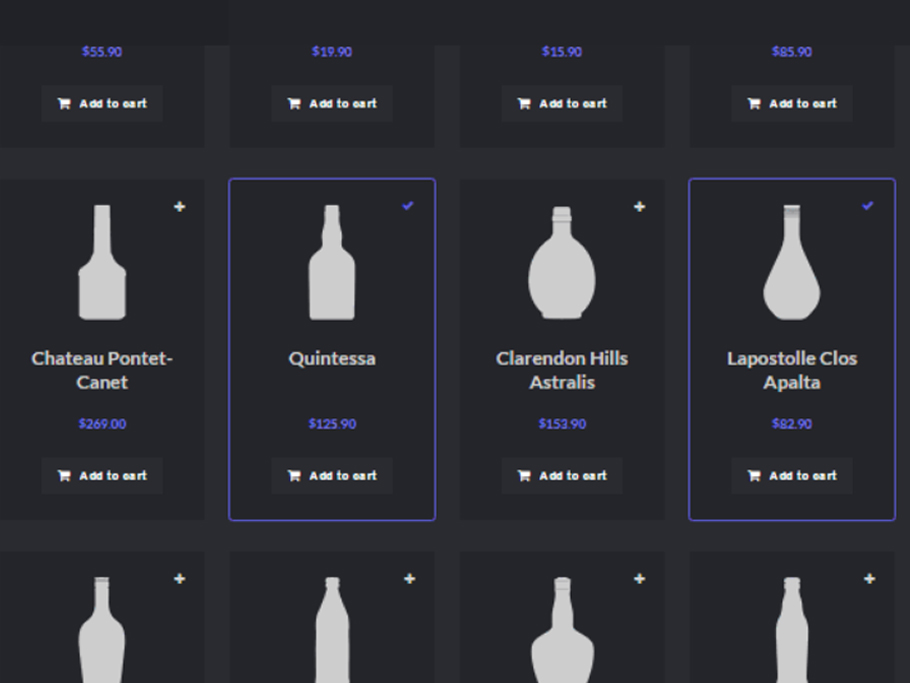 $55.90 $19.90 $15.90 $85.90
Add to cart Add to cart Add to cart Add to cart
Chateau Pontet-
Canet
$269.00
Add to cart
Quintessa
$125.90
Add to cart
Clarendon Hills
Astralis
$153.90
Add to cart
Lapostolle Clos
Apalta
$82.90
Add to cart